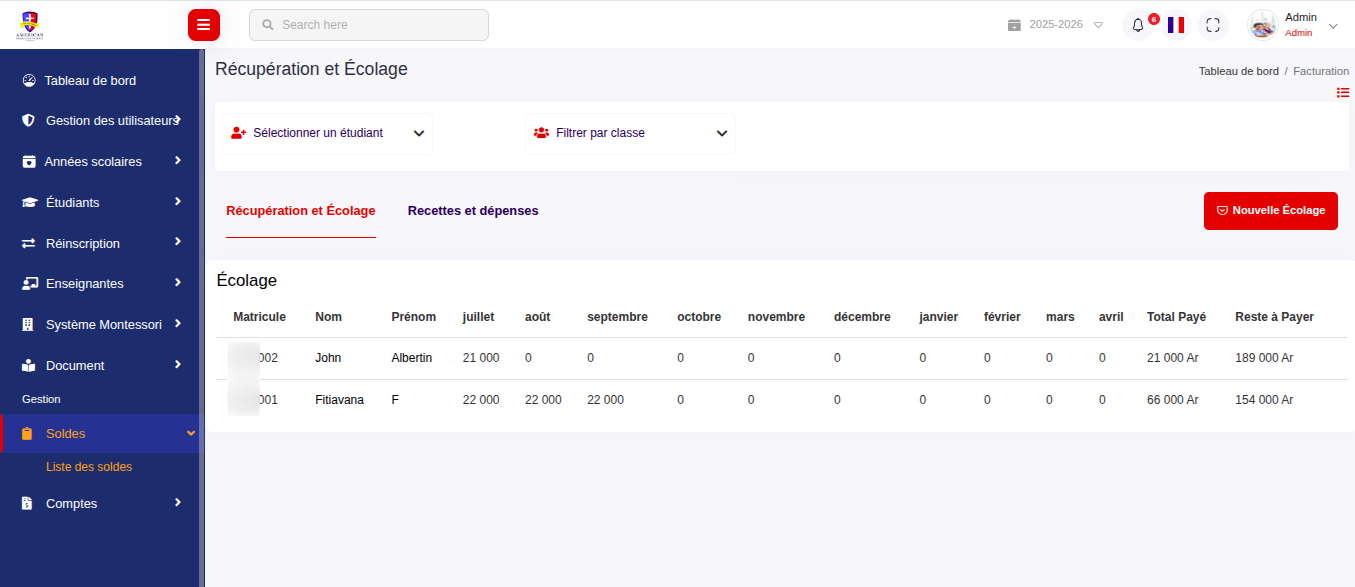 AMERICAN
Search here
2025-2026
6
Admin
Admin
Tableau de bord
Gestion des utilisateurs
Années scolaires
Étudiants
Réinscription
Enseignantes
Système Montessori
Document
Gestion
Soldes
Liste des soldes
Comptes
Récupération et Écolage
Tableau de bord / Facturation
Sélectionner un étudiant
Filtrer par classe
Récupération et Écolage
Recettes et dépenses
Nouvelle Écolage
Écolage
Matricule Nom Prénom juillet août septembre octobre novembre décembre janvier février mars avril Total Payé Reste à Payer
002 John Albertin 21 000 0 0 0 0 0 0 0 0 0 21 000 Ar 189 000 Ar
001 Fitiavana F 22 000 22 000 22 000 0 0 0 0 0 0 0 66 000 Ar 154 000 Ar